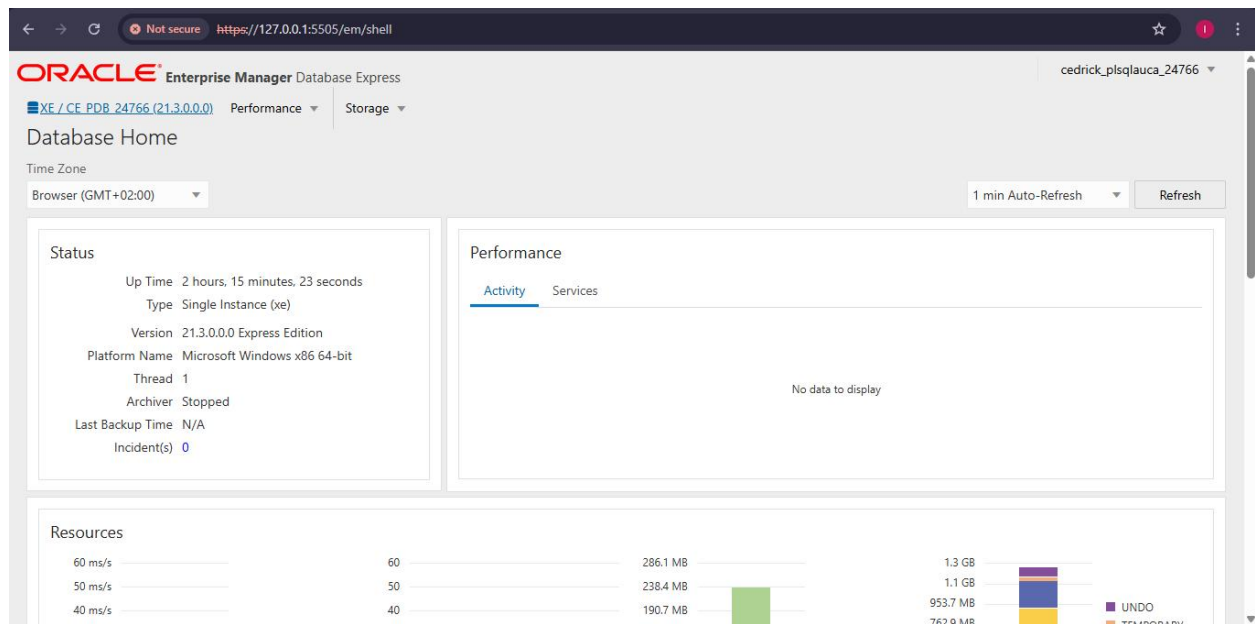 Not secure https://127.0.0.1:5505/em/shell
I
ORACLE Enterprise Manager Database Express
cedrick_plsqlauca_24766
XE / CE_PDB_24766 (21.3.0.0.0) Performance Storage
Database Home
Time Zone
Browser (GMT+02:00)
1 min Auto-Refresh Refresh
Status
Up Time 2 hours, 15 minutes, 23 seconds
Type Single Instance (xe)
Version 21.3.0.0.0 Express Edition
Platform Name Microsoft Windows x86 64-bit
Thread 1
Archiver Stopped
Last Backup Time N/A
Incident(s) 0
Performance
Activity Services
No data to display
Resources
60 ms/s 60 286.1 MB 1.3 GB
50 ms/s 50 238.4 MB 1.1 GB
40 ms/s 40 190.7 MB 953.7 MB UNDO
762.9 MB TEMPORARY